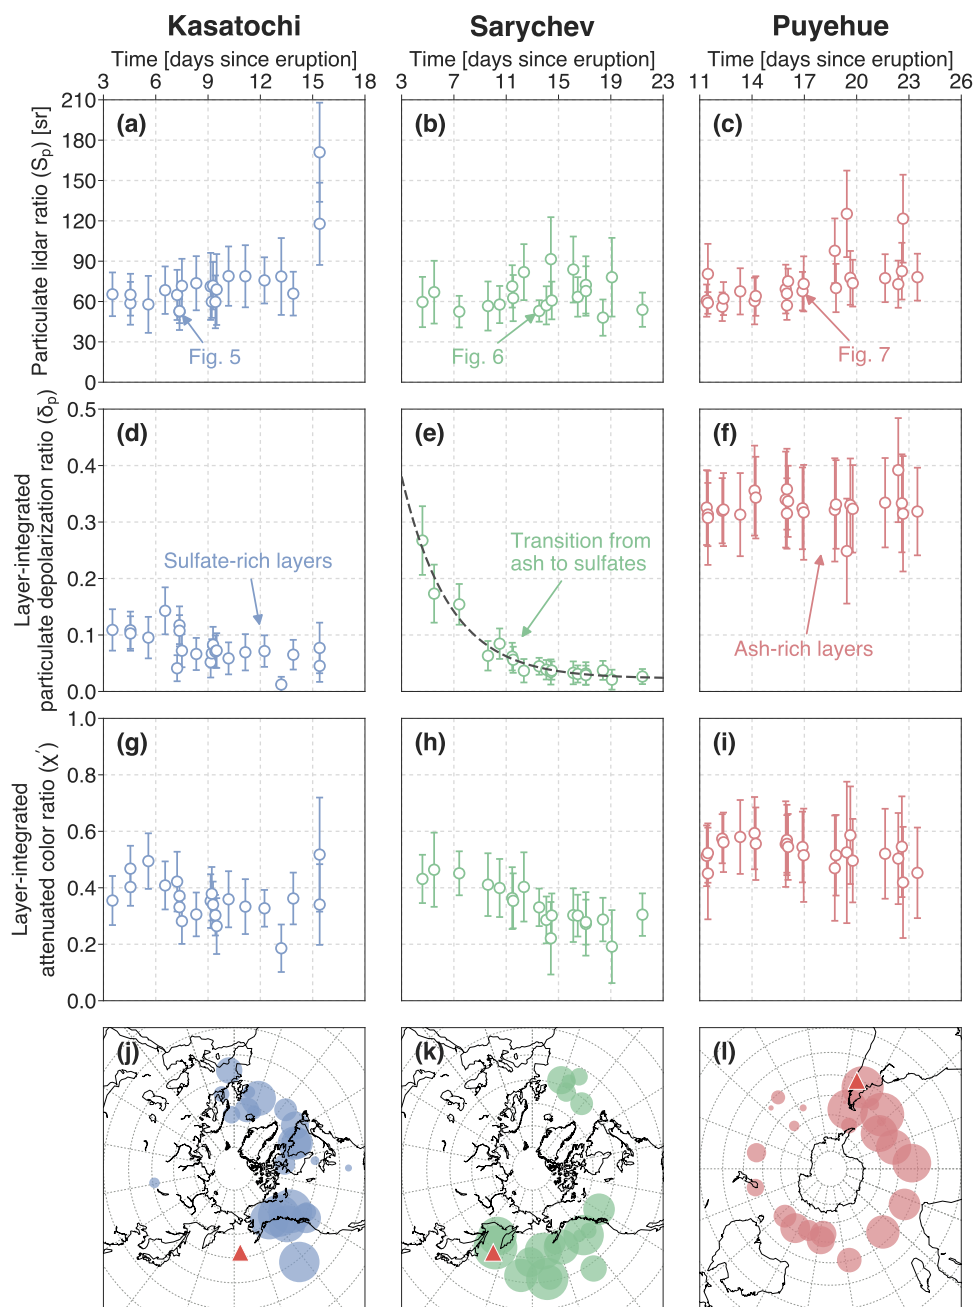 Kasatochi
Sarychev
Puyehue
Time [days since eruption]
Time [days since eruption]
Time [days since eruption]
3 6 9 12 15 18
3 7 11 15 19 23
11 14 17 20 23 26
Particulate lidar ratio (Sp) [sr]
210
180
150
120
90
60
30
0
(a)
Fig. 5
(b)
Fig. 6
(c)
Fig. 7
Layer-integrated
particulate depolarization ratio (δp)
0.5
0.4
0.3
0.2
0.1
0.0
(d)
Sulfate-rich layers
(e)
Transition from
ash to sulfates
(f)
Ash-rich layers
Layer-integrated
attenuated color ratio (χ′)
1.0
0.8
0.6
0.4
0.2
0.0
(g)
(h)
(i)
(j)
(k)
(l)